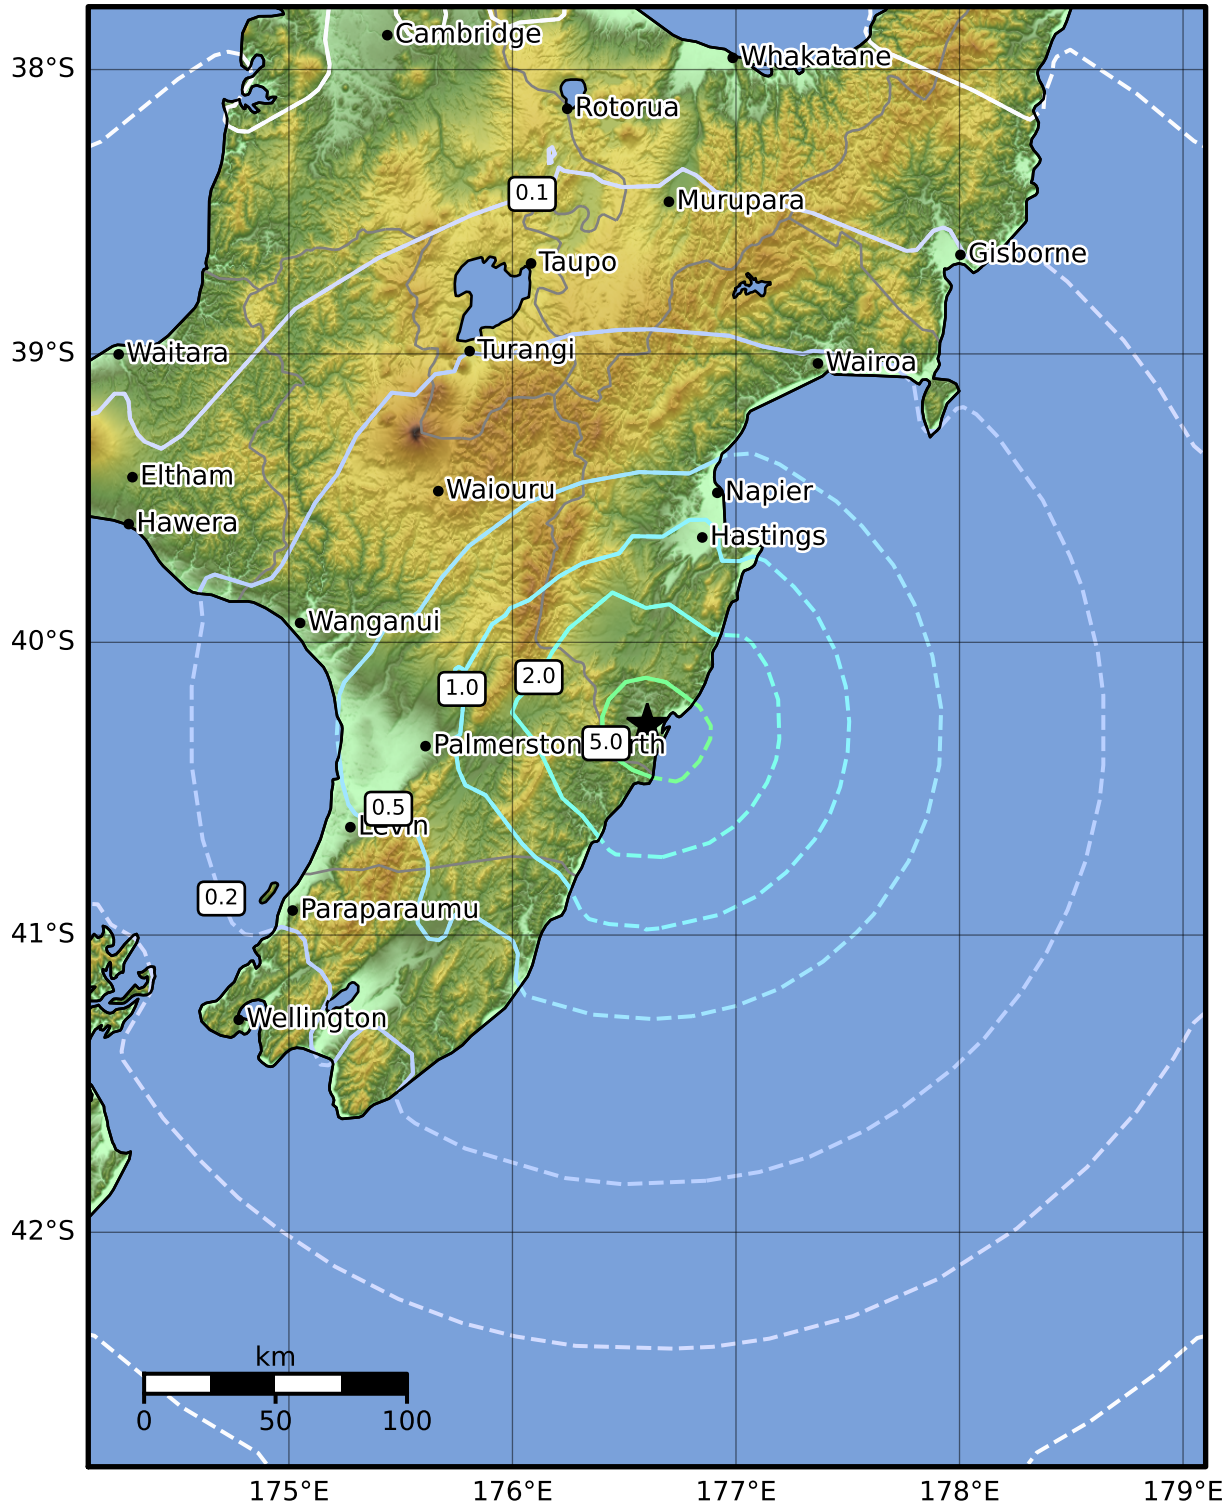 Cambridge
Whakatane
38°S
Rotorua
0.1
Murupara
Gisborne
Taupo
Turangi
39°S
Waitara
Wairoa
Eltham
Waiouru
Napier
Hawera
Hastings
Wanganui
40°S
2.0
1.0
5.0
Palmerston
rth
0.5
Levin
0.2
Paraparaumu
41°S
Wellington
42°S
km
0 50 100
175°E 176°E 177°E 178°E 179°E